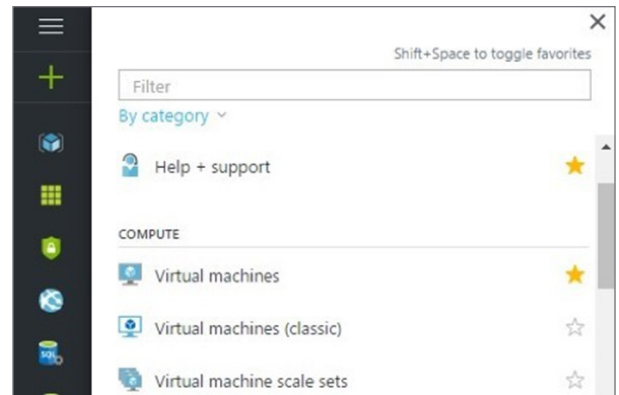 Shift+Space to toggle favorites
Filter
By category
Help + support
COMPUTE
Virtual machines
Virtual machines (classic)
SQL
Virtual machine scale sets